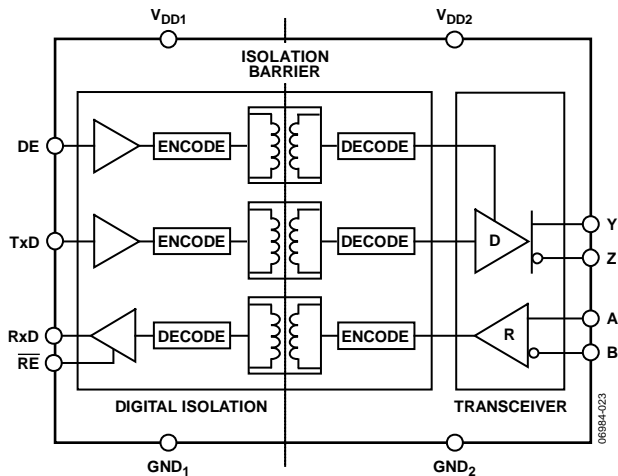 VDD1 VDD2
ISOLATION
BARRIER
DE ENCODE DECODE
TxD ENCODE DECODE D Y
Z
RxD DECODE ENCODE R A
RE B
DIGITAL ISOLATION TRANSCEIVER
GND1 GND2
06984-023